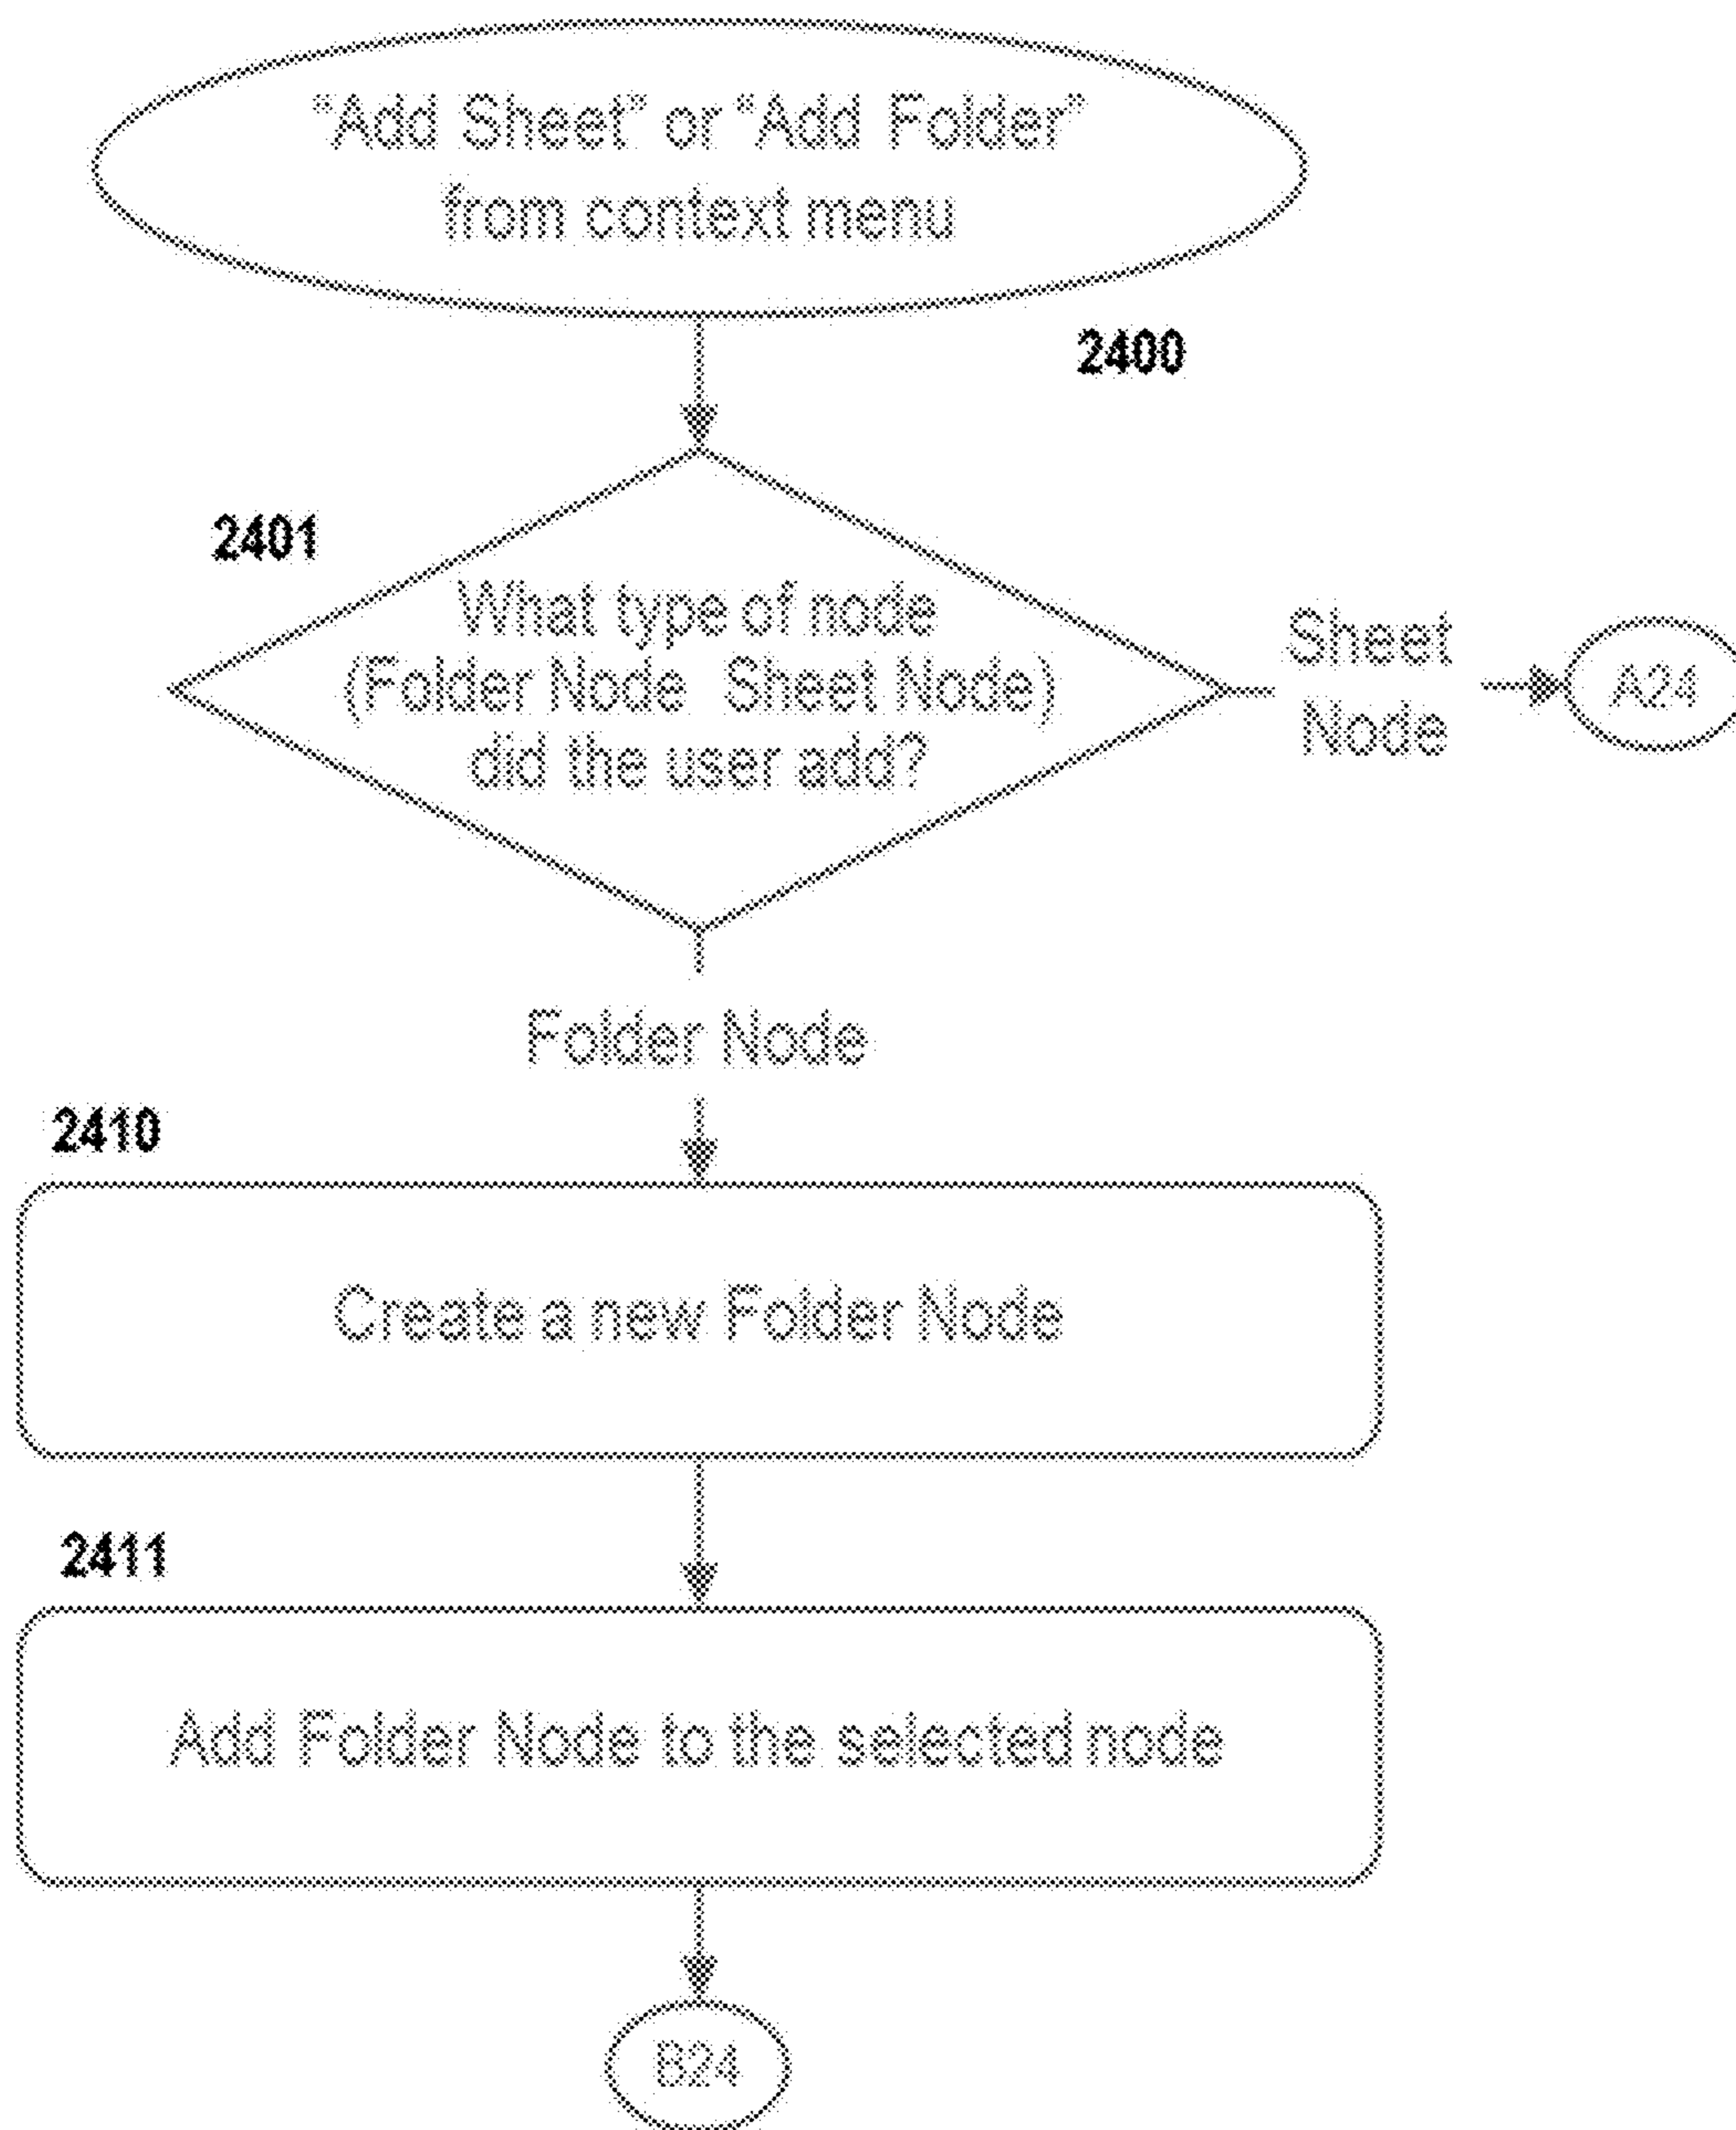 “Add Sheet” or “Add Folder”
from context menu
2400
2401
What type of node
(Folder Node Sheet Node)
did the user add?
Sheet
Node
A24
Folder Node
2410
Create a new Folder Node
2411
Add Folder Node to the selected node
B24